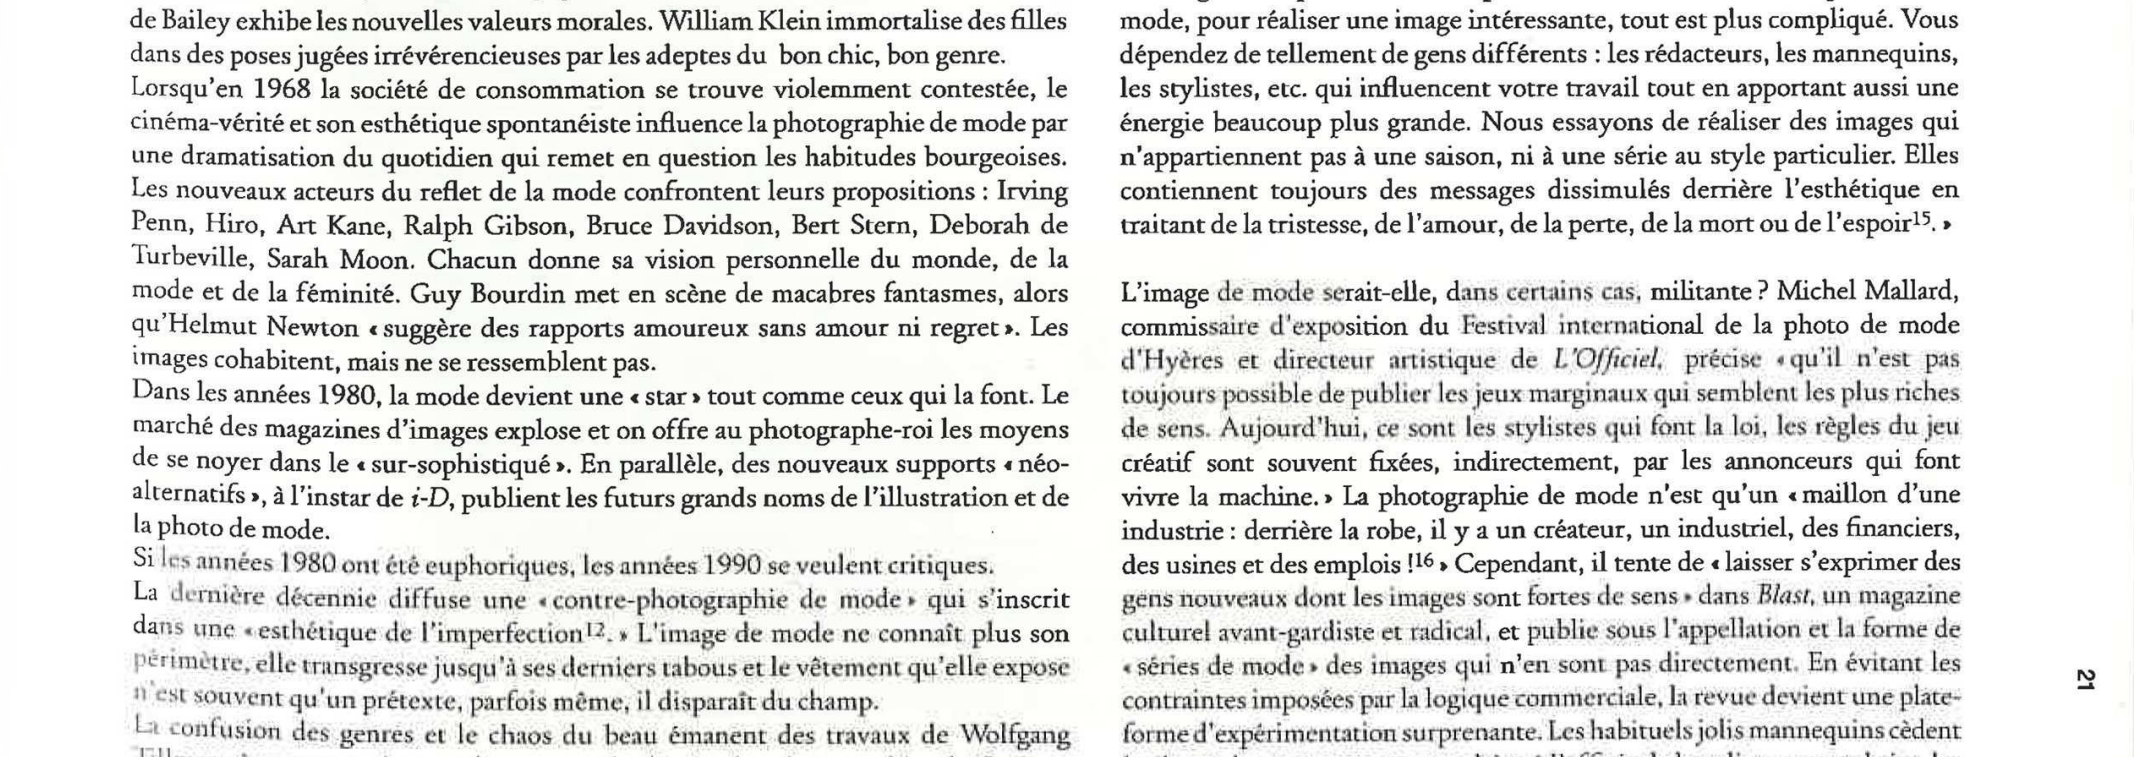 de Bailey exhibe les nouvelles valeurs morales. William Klein immortalise des filles
dans des poses jugées irrévérencieuses par les adeptes du bon chic, bon genre.
Lorsqu'en 1968 la société de consommation se trouve violemment contestée, le
cinéma-vérité et son esthétique spontanéiste influence la photographie de mode par
une dramatisation du quotidien qui remet en question les habitudes bourgeoises.
Les nouveaux acteurs du reflet de la mode confrontent leurs propositions : Irving
Penn, Hiro, Art Kane, Ralph Gibson, Bruce Davidson, Bert Stern, Deborah de
Turbeville, Sarah Moon. Chacun donne sa vision personnelle du monde, de la
mode et de la féminité. Guy Bourdin met en scène de macabres fantasmes, alors
qu'Helmut Newton « suggère des rapports amoureux sans amour ni regret ». Les
images cohabitent, mais ne se ressemblent pas.
Dans les années 1980, la mode devient une « star » tout comme ceux qui la font. Le
marché des magazines d'images explose et on offre au photographe-roi les moyens
de se noyer dans le « sur-sophistiqué ». En parallèle, des nouveaux supports « néo-
alternatifs », à l'instar de i-D, publient les futurs grands noms de l'illustration et de
la photo de mode.
Si les années 1980 ont été euphoriques, les années 1990 se veulent critiques.
La dernière décennie diffuse une « contre-photographie de mode » qui s'inscrit
dans une « esthétique de l'imperfection¹². » L'image de mode ne connaît plus son
périmètre, elle transgresse jusqu'à ses derniers tabous et le vêtement qu'elle expose
n'est souvent qu'un prétexte, parfois même, il disparaît du champ.
La confusion des genres et le chaos du beau émanent des travaux de Wolfgang
mode, pour réaliser une image intéressante, tout est plus compliqué. Vous
dépendez de tellement de gens différents : les rédacteurs, les mannequins,
les stylistes, etc. qui influencent votre travail tout en apportant aussi une
énergie beaucoup plus grande. Nous essayons de réaliser des images qui
n'appartiennent pas à une saison, ni à une série au style particulier. Elles
contiennent toujours des messages dissimulés derrière l'esthétique en
traitant de la tristesse, de l'amour, de la perte, de la mort ou de l'espoir¹⁵. »
L'image de mode serait-elle, dans certains cas, militante ? Michel Mallard,
commissaire d'exposition du Festival international de la photo de mode
d'Hyères et directeur artistique de L'Officiel, précise « qu'il n'est pas
toujours possible de publier les jeux marginaux qui semblent les plus riches
de sens. Aujourd'hui, ce sont les stylistes qui font la loi, les règles du jeu
créatif sont souvent fixées, indirectement, par les annonceurs qui font
vivre la machine. » La photographie de mode n'est qu'un « maillon d'une
industrie : derrière la robe, il y a un créateur, un industriel, des financiers,
des usines et des emplois !¹⁶ » Cependant, il tente de « laisser s'exprimer des
gens nouveaux dont les images sont fortes de sens » dans Blast, un magazine
culturel avant-gardiste et radical, et publie sous l'appellation et la forme de
« séries de mode » des images qui n'en sont pas directement. En évitant les
contraintes imposées par la logique commerciale, la revue devient une plate-
forme d'expérimentation surprenante. Les habituels jolis mannequins cèdent
21